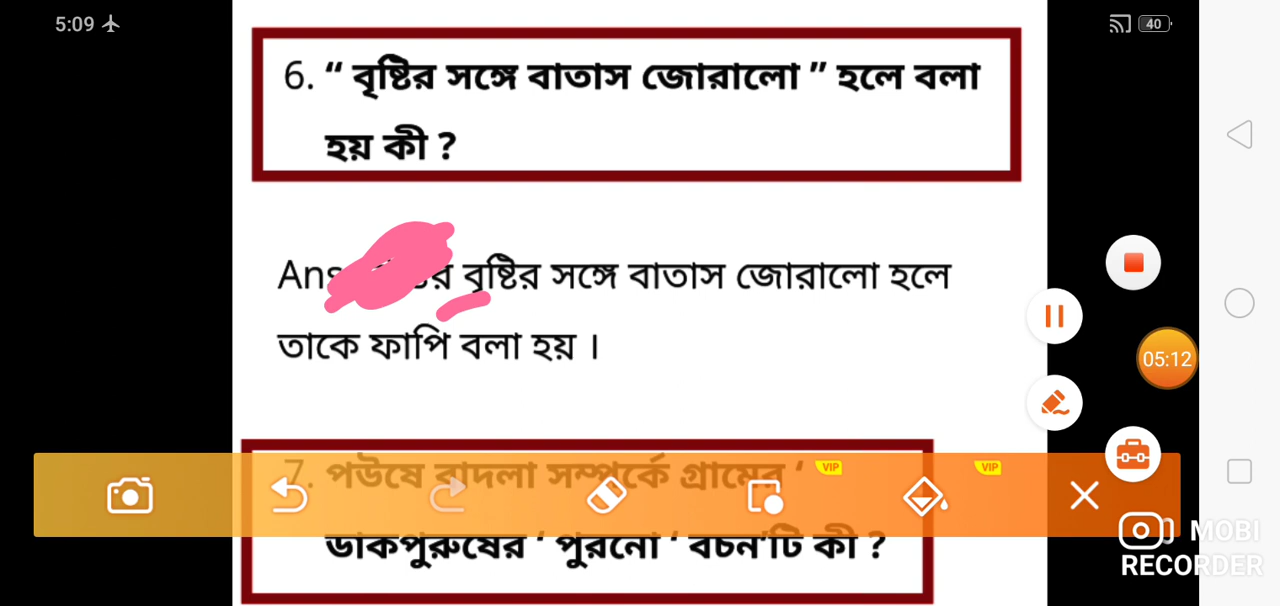 5:09
40
6. “ বৃষ্টির সঙ্গে বাতাস জোরালো ” হলে বলা
হয় কী ?
বৃষ্টির সঙ্গে বাতাস জোরালো হলে
তাকে ফাপি বলা হয় ।
05:12
7. পউষে বাদলা সম্পর্কে গ্রামের ‘
VIP
VIP
ডাকপুরুষের ‘ পুরনো ‘ বচন’টি কী ?
MOBI
RECORDER